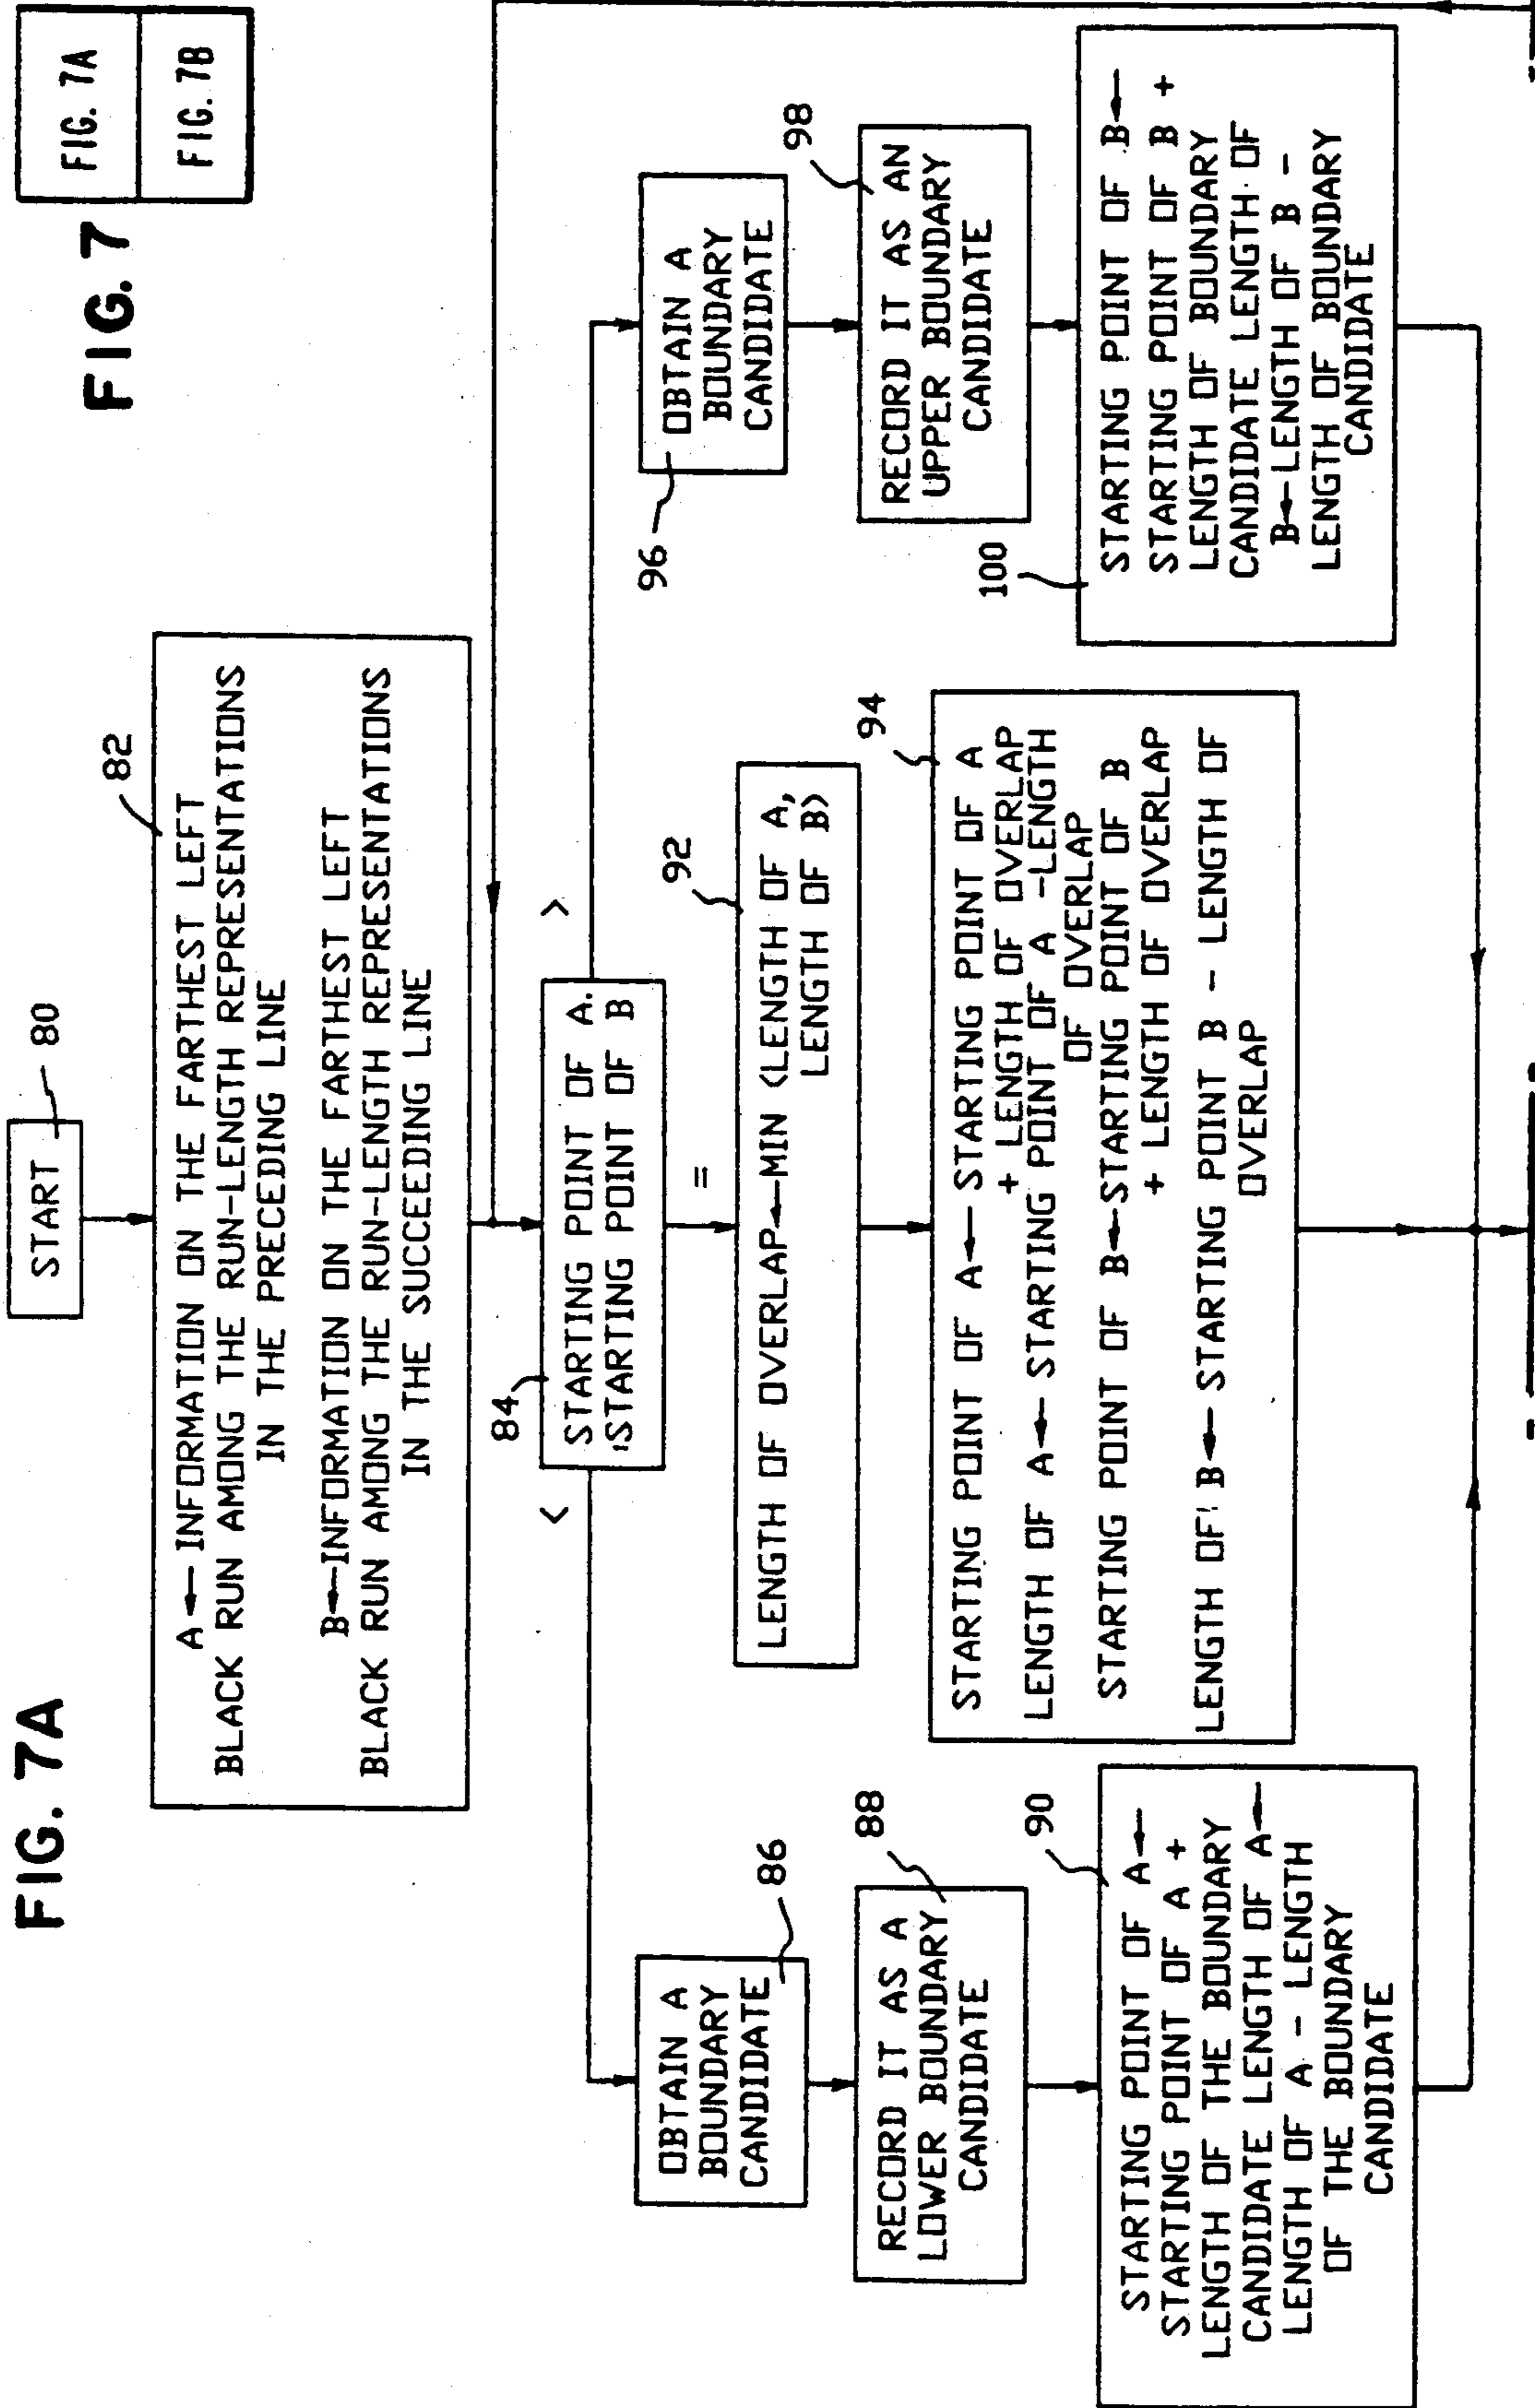 FIG. 7A
FIG. 7
FIG. 7A
FIG. 7B
START
80
82
A ← INFORMATION ON THE FARTHEST LEFT
BLACK RUN AMONG THE RUN-LENGTH REPRESENTATIONS
IN THE PRECEDING LINE
B ← INFORMATION ON THE FARTHEST LEFT
BLACK RUN AMONG THE RUN-LENGTH REPRESENTATIONS
IN THE SUCCEEDING LINE
84
STARTING POINT OF A
:STARTING POINT OF B
<
=
>
86
OBTAIN A
BOUNDARY
CANDIDATE
88
RECORD IT AS A
LOWER BOUNDARY
CANDIDATE
90
STARTING POINT OF A ←
STARTING POINT OF A +
LENGTH OF THE BOUNDARY
CANDIDATE LENGTH OF A ←
LENGTH OF A - LENGTH
OF THE BOUNDARY
CANDIDATE
92
LENGTH OF OVERLAP ← MIN <LENGTH OF A,
LENGTH OF B>
94
STARTING POINT OF A ← STARTING POINT OF A
+ LENGTH OF OVERLAP
LENGTH OF A ← STARTING POINT OF A -LENGTH
OF OVERLAP
STARTING POINT OF B ← STARTING POINT OF B
+ LENGTH OF OVERLAP
LENGTH OF B ← STARTING POINT B - LENGTH OF
OVERLAP
96
OBTAIN A
BOUNDARY
CANDIDATE
98
RECORD IT AS AN
UPPER BOUNDARY
CANDIDATE
100
STARTING POINT OF B ←
STARTING POINT OF B +
LENGTH OF BOUNDARY
CANDIDATE LENGTH OF
B ← LENGTH OF B -
LENGTH OF BOUNDARY
CANDIDATE